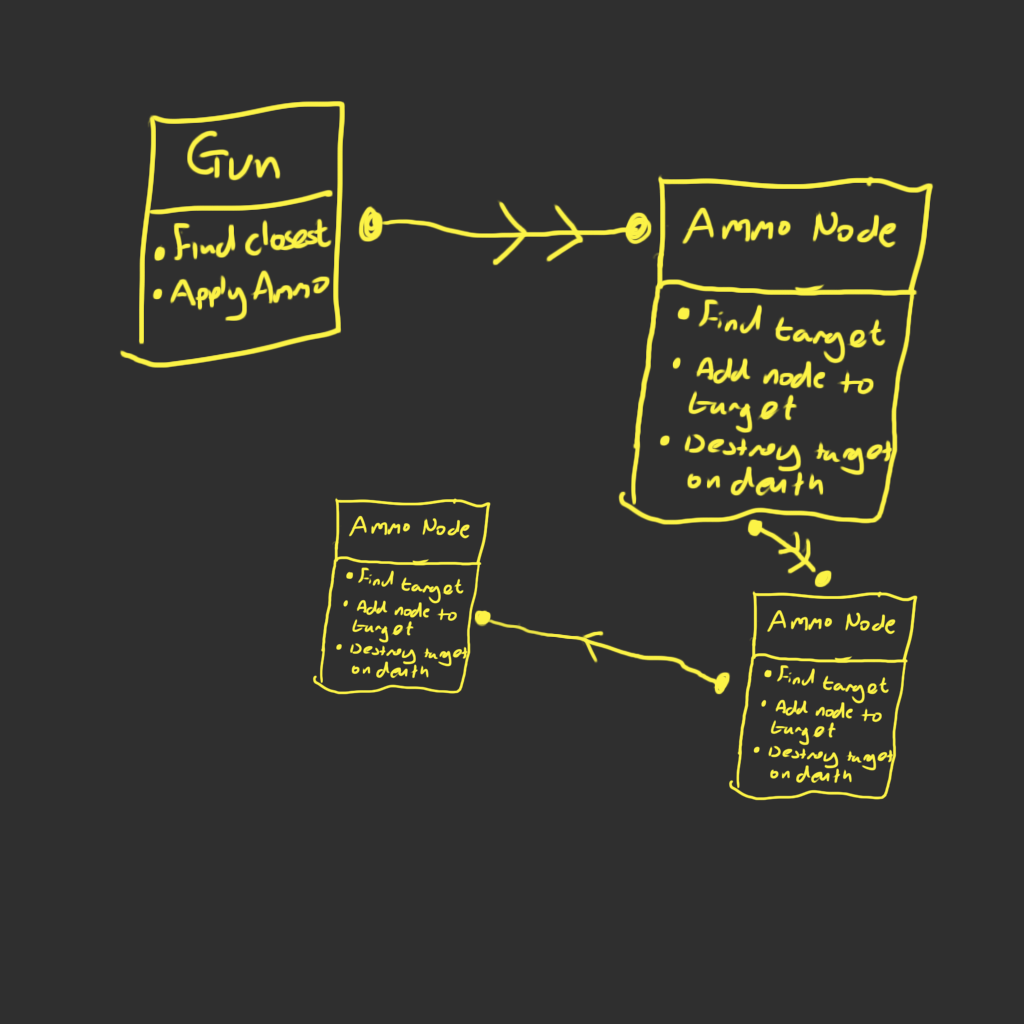 Gun
• Find closest
• Apply Ammo
Ammo Node
• Find target
• Add node to
target
• Destroy target
on death
Ammo Node
• Find target
• Add node to
target
• Destroy target
on death
Ammo Node
• Find target
• Add node to
target
• Destroy target
on death